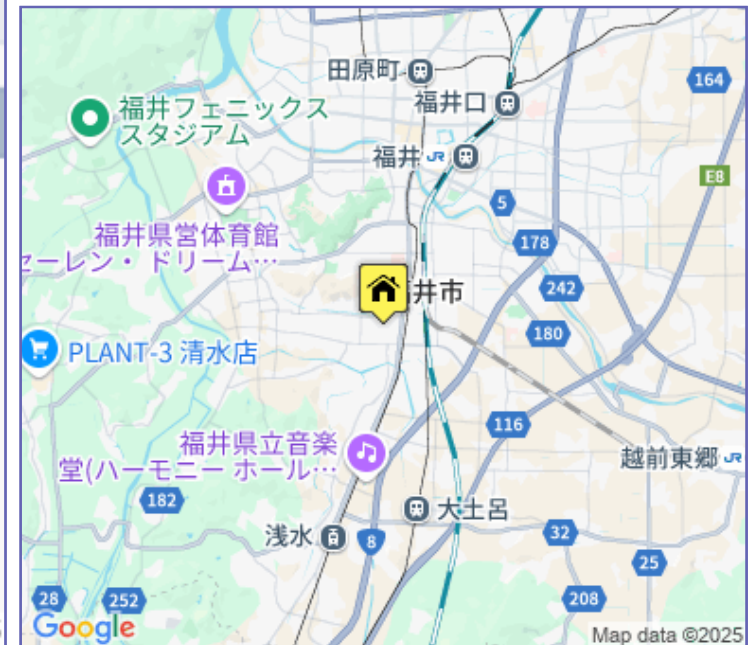 田原町
164
福井フェニックス
スタジアム
福井口
福井 JR
E8
5
福井県営体育館
セーレン・ドリーム…
178
242
井市
180
PLANT-3 清水店
116
福井県立音楽
堂(ハーモニー ホール…
越前東郷 JR
182
大土呂
浅水
8
32
25
28
252
208
Google
Map data ©2025